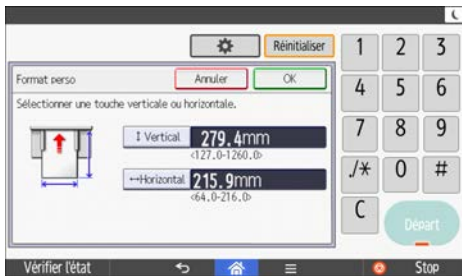 Réinitialiser
Format perso
Annuler
OK
Sélectionner une touche verticale ou horizontale.
↕ Vertical 279.4mm
<127.0-1260.0>
↔Horizontal 215.9mm
<64.0-216.0>
1 2 3
4 5 6
7 8 9
./* 0 #
C
Départ
Vérifier l'état
Stop